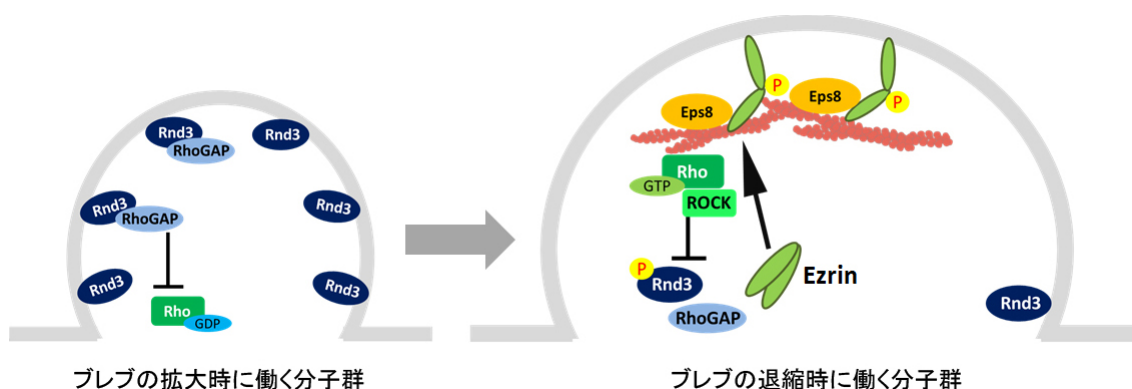 Rnd3
RhoGAP
Rnd3
Rnd3
RhoGAP
Rnd3
Rnd3
Rnd3
Rho
GDP
ブレブの拡大時に働く分子群
P
Eps8
Eps8
P
Rho
GTP
ROCK
P
Rnd3
RhoGAP
Ezrin
Rnd3
ブレブの退縮時に働く分子群